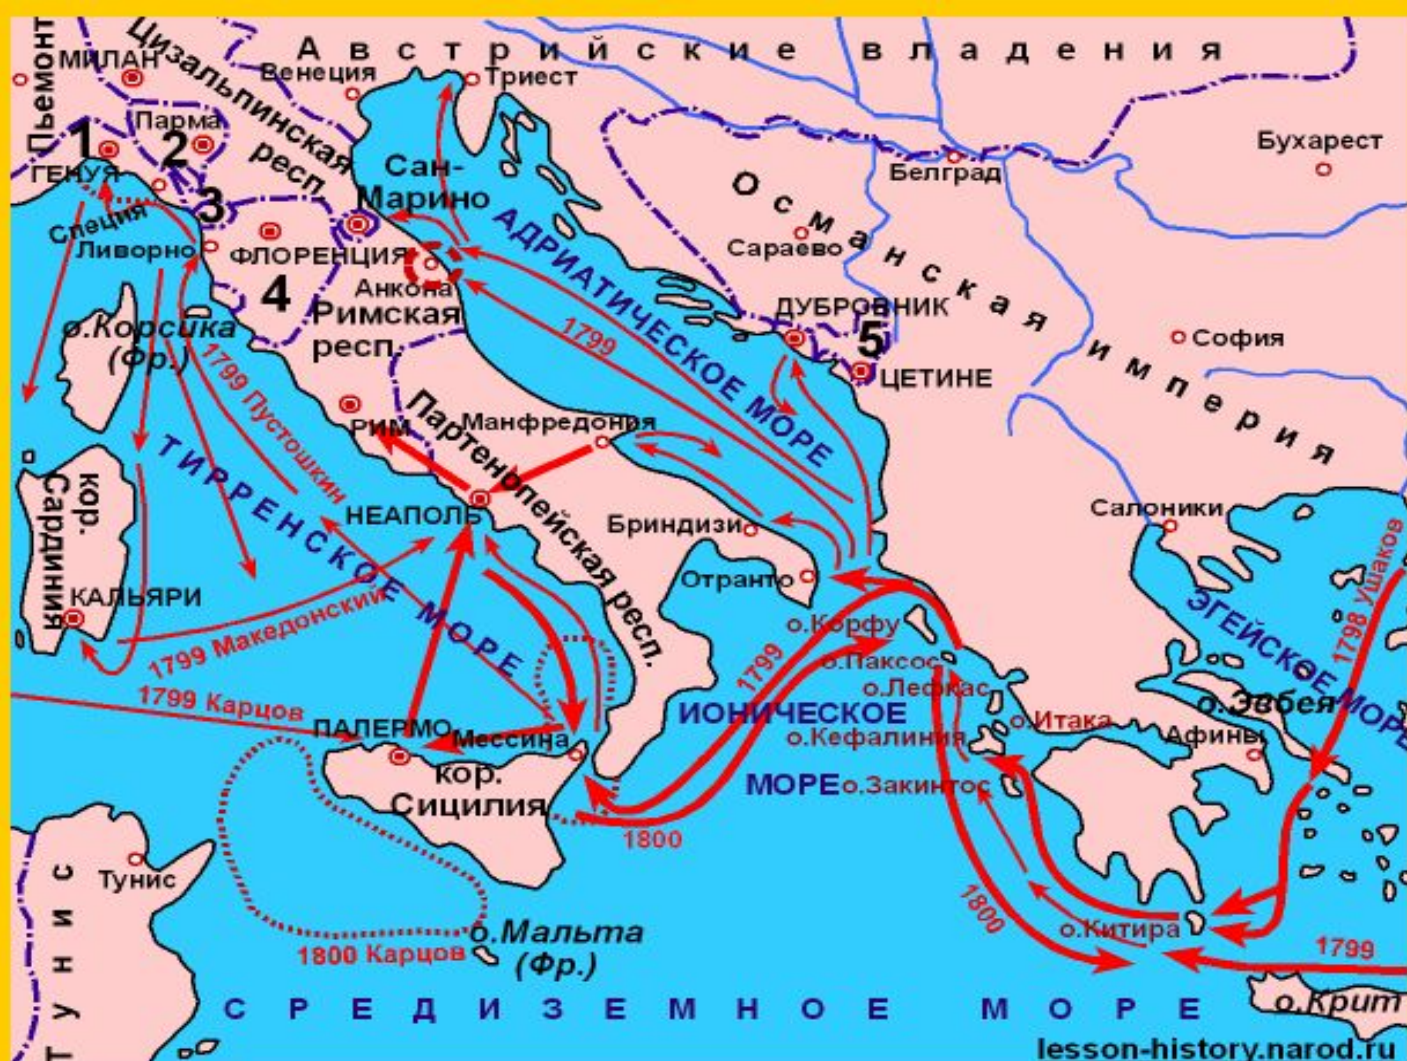 Австрийские владения
Пьемонт
МИЛАН
Цизальпинская
респ.
Венеция
Триест
Парма
1
2
3
4
5
ГЕНУЯ
Специя
Ливорно
ФЛОРЕНЦИЯ
Сан-
Марино
Анкона
Римская
респ.
АДРИАТИЧЕСКОЕ МОРЕ
1799
Белград
Бухарест
Османская империя
Сараево
ДУБРОВНИК
ЦЕТИНЕ
София
о.Корсика
(Фр.)
1799 Пустошкин
РИМ
Партенопейская респ.
Манфредония
ТИРРЕНСКОЕ МОРЕ
НЕАПОЛЬ
Бриндизи
Отранто
Салоники
кор.
Сардиния
КАЛЬЯРИ
1799 Македонский
1799 Карцов
ПАЛЕРМО
Мессина
кор.
Сицилия
1799
1800
о.Корфу
о.Паксос
о.Лефкас
ИОНИЧЕСКОЕ
МОРЕ
о.Кефалиния
о.Итака
о.Закинтос
1798 Ушаков
ЭГЕЙСКОЕ МОРЕ
о.Эвбея
Афины
1800
о.Китира
1799
о.Крит
Тунис
ТУНИС
1800 Карцов
о.Мальта
(Фр.)
СРЕДИЗЕМНОЕ МОРЕ
lesson-history.narod.ru